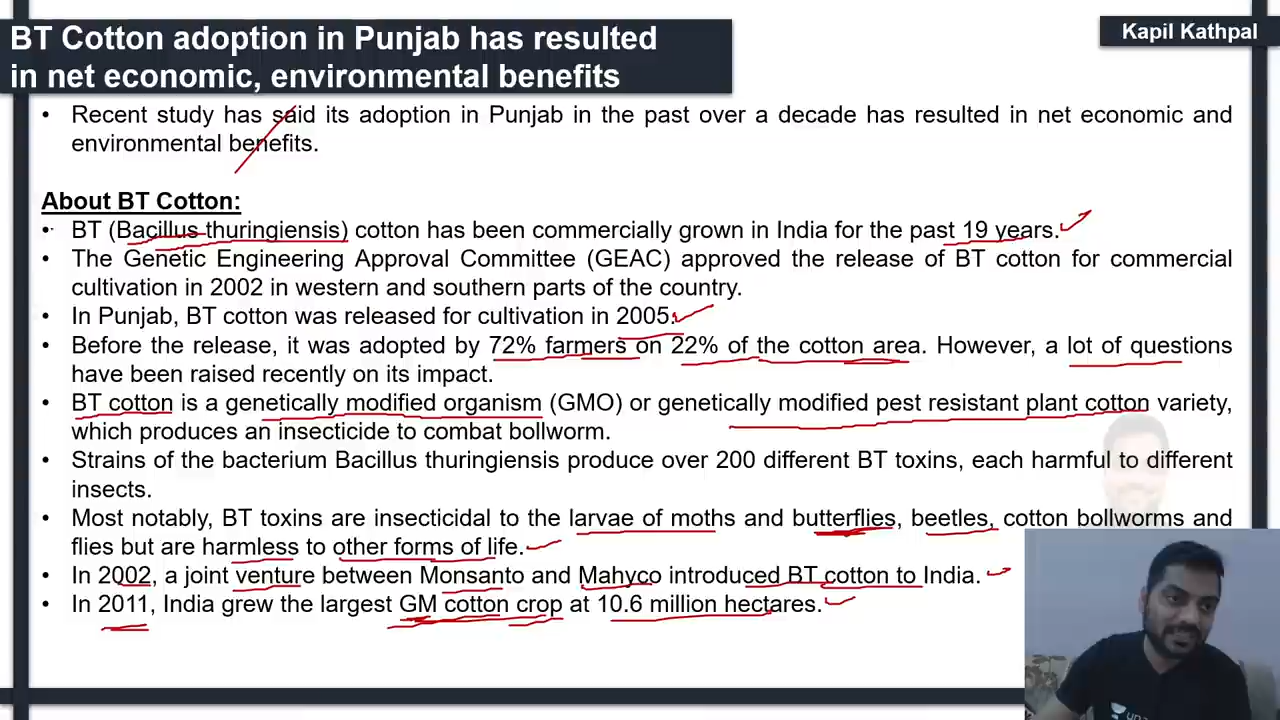 BT Cotton adoption in Punjab has resulted
in net economic, environmental benefits
Kapil Kathpal
• Recent study has said its adoption in Punjab in the past over a decade has resulted in net economic and
environmental benefits.
About BT Cotton:
• BT (Bacillus thuringiensis) cotton has been commercially grown in India for the past 19 years.
• The Genetic Engineering Approval Committee (GEAC) approved the release of BT cotton for commercial
cultivation in 2002 in western and southern parts of the country.
• In Punjab, BT cotton was released for cultivation in 2005.
• Before the release, it was adopted by 72% farmers on 22% of the cotton area. However, a lot of questions
have been raised recently on its impact.
• BT cotton is a genetically modified organism (GMO) or genetically modified pest resistant plant cotton variety,
which produces an insecticide to combat bollworm.
• Strains of the bacterium Bacillus thuringiensis produce over 200 different BT toxins, each harmful to different
insects.
• Most notably, BT toxins are insecticidal to the larvae of moths and butterflies, beetles, cotton bollworms and
flies but are harmless to other forms of life.
• In 2002, a joint venture between Monsanto and Mahyco introduced BT cotton to India.
• In 2011, India grew the largest GM cotton crop at 10.6 million hectares.